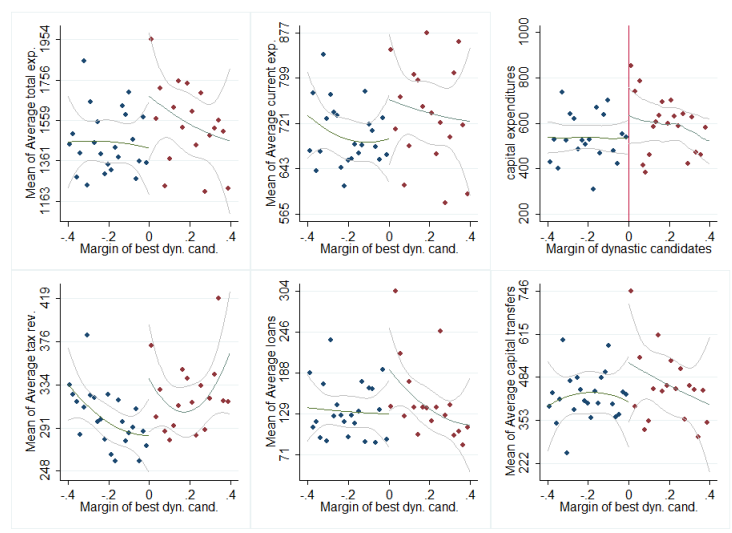 Mean of Average total exp.
1163 1361 1559 1756 1954
-.4 -.2 0 .2 .4
Margin of best dyn. cand.
Mean of Average current exp.
565 643 721 799 877
-.4 -.2 0 .2 .4
Margin of best dyn. cand.
capital expenditures
200 400 600 800 1000
-.4 -.2 0 .2 .4
Margin of dynastic candidates
Mean of Average tax rev.
248 291 334 376 419
-.4 -.2 0 .2 .4
Margin of best dyn. cand.
Mean of Average loans
71 129 188 246 304
-.4 -.2 0 .2 .4
Margin of best dyn. cand.
Mean of Average capital transfers
222 353 484 615 746
-.4 -.2 0 .2 .4
Margin of best dyn. cand.